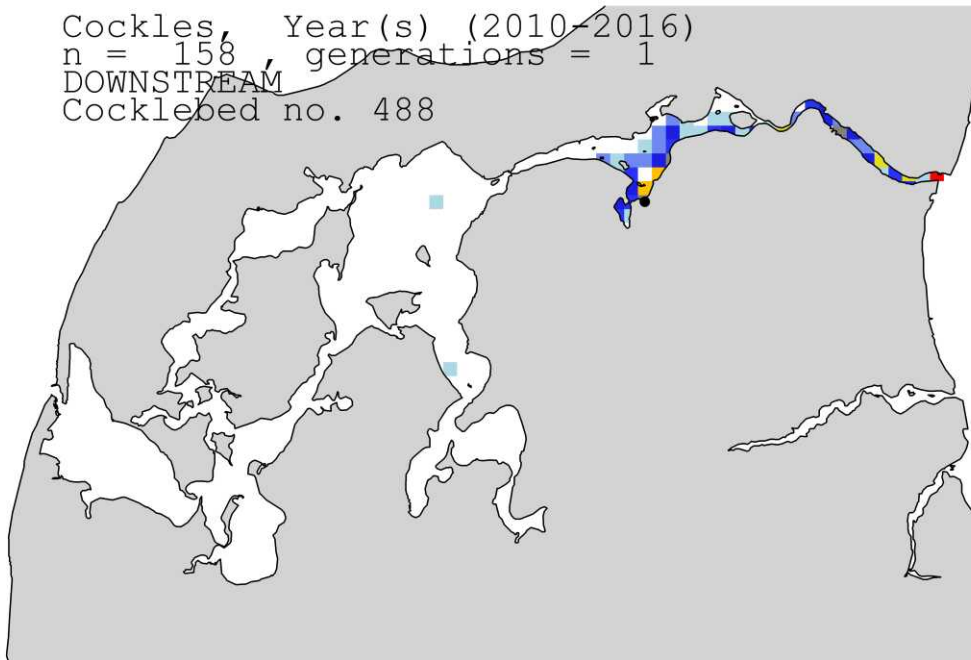 Cockles, Year(s) (2010-2016)
n = 158 , generations = 1
DOWNSTREAM
Cocklebed no. 488